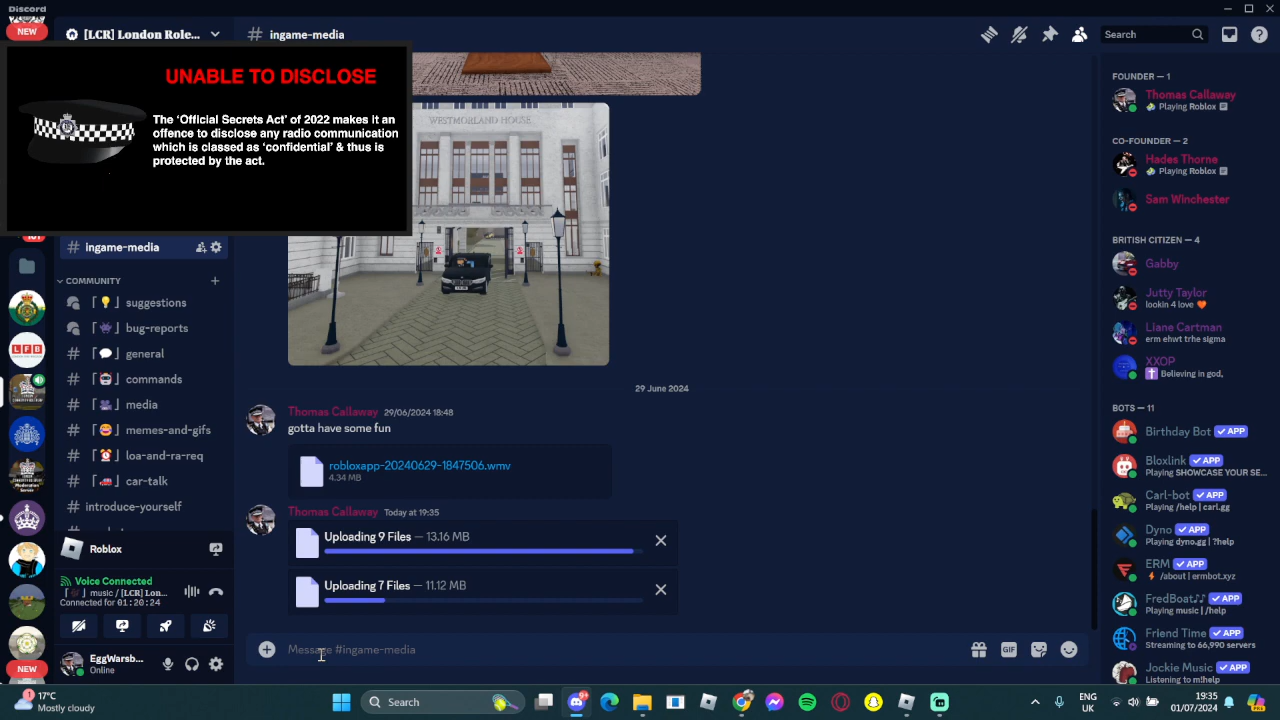 Discord
NEW
[LCR] London Role...
# ingame-media
Search
UNABLE TO DISCLOSE
The ‘Official Secrets Act’ of 2022 makes it an
offence to disclose any radio communication
which is classed as ‘confidential’ & thus is
protected by the act.
WESTMORLAND HOUSE
# ingame-media
COMMUNITY
suggestions
bug-reports
# general
# commands
# media
# memes-and-gifs
# loa-and-ra-req
# car-talk
introduce-yourself
LFB
NEW
Roblox
Voice Connected
music / [LCR] Lon...
Connected for 01:20:24
EggWarsb...
Online
29 June 2024
Thomas Callaway 29/06/2024 18:48
gotta have some fun
robloxapp-20240629-1847506.wmv
4.34 MB
Thomas Callaway Today at 19:35
Uploading 9 Files — 13.16 MB
Uploading 7 Files — 11.12 MB
Message #ingame-media
GIF
FOUNDER — 1
Thomas Callaway
Playing Roblox
CO-FOUNDER — 2
Hades Thorne
Playing Roblox
Sam Winchester
BRITISH CITIZEN — 4
Gabby
Jutty Taylor
lookin 4 love
Liane Cartman
erm ehwt thr sigma
XXOP
Believing in god,
BOTS — 11
Birthday Bot ✓ APP
Bloxlink ✓ APP
Playing SHOWCASE YOUR SE...
Carl-bot ✓ APP
Playing /help | carl.gg
Dyno ✓ APP
Playing dyno.gg | ?help
ERM ✓ APP
/about | ermbot.xyz
FredBoat♪♪ ✓ APP
Playing music | /help
Friend Time ✓ APP
Streaming to 66,990 servers
Jockie Music ✓ APP
Listening to m!help
1
17°C
Mostly cloudy
Search
9+
ENG
UK
19:35
01/07/2024